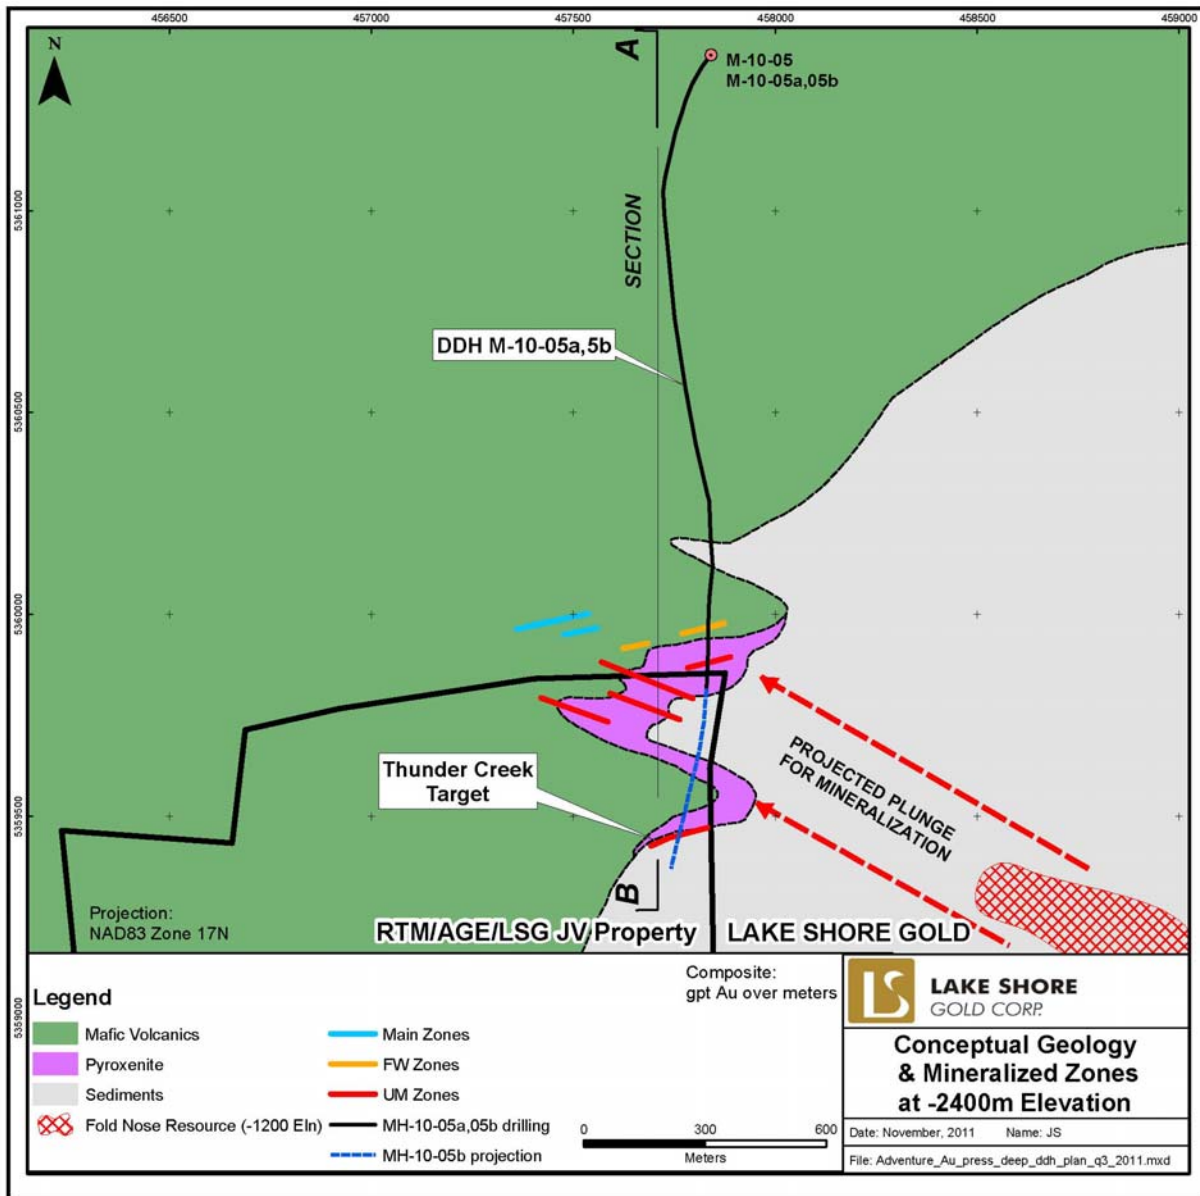 456500
457000
457500
458000
458500
459000
N
A
M-10-05
M-10-05a,05b
5361000
SECTION
DDH M-10-05a,5b
5360500
5360000
PROJECTED PLUNGE
FOR MINERALIZATION
Thunder Creek
Target
5359500
B
Projection:
NAD83 Zone 17N
RTM/AGE/LSG JV Property
LAKE SHORE GOLD
5359000
Legend
Mafic Volcanics
Pyroxenite
Sediments
Fold Nose Resource (-1200 Eln)
Main Zones
FW Zones
UM Zones
MH-10-05a,05b drilling
MH-10-05b projection
Composite:
gpt Au over meters
0 300 600
Meters
LS
LAKE SHORE
GOLD CORP.
Conceptual Geology
& Mineralized Zones
at -2400m Elevation
Date: November, 2011 Name: JS
File: Adventure_Au_press_deep_ddh_plan_q3_2011.mxd